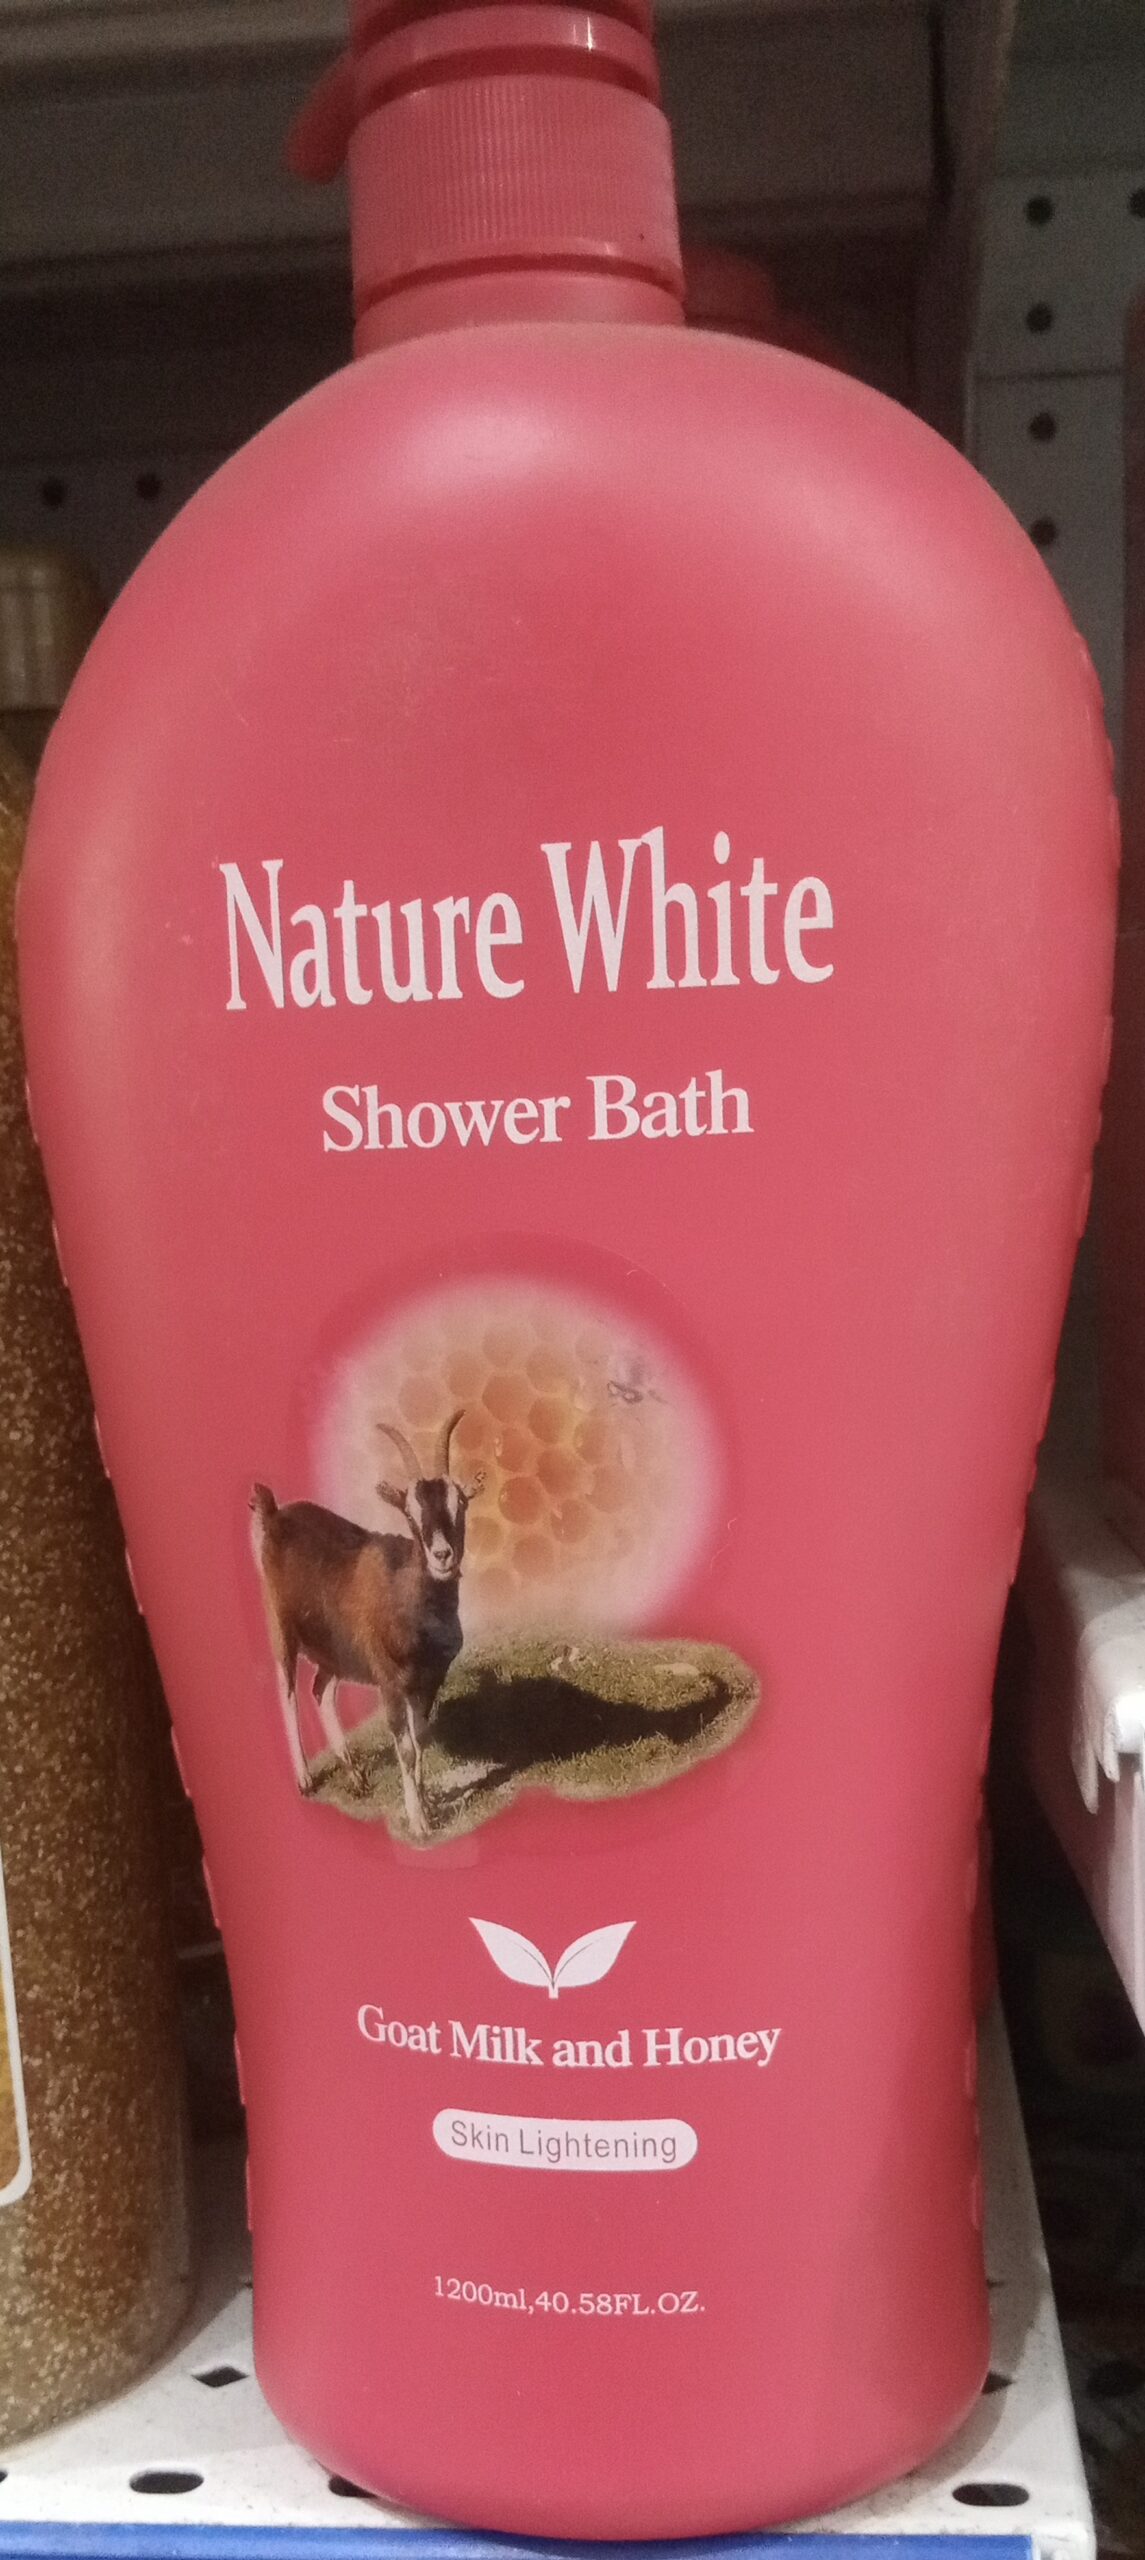 Nature White
Shower Bath
Goat Milk and Honey
Skin Lightening
1200ml,40.58FL.OZ.